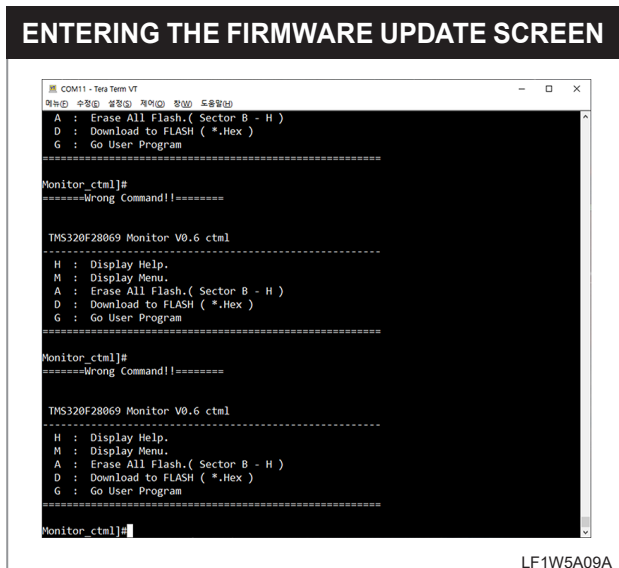 ENTERING THE FIRMWARE UPDATE SCREEN
COM11 - Tera Term VT
메뉴(F) 수정(E) 설정(S) 제어(O) 창(W) 도움말(H)
A : Erase All Flash.( Sector B - H )
D : Download to FLASH ( *.Hex )
G : Go User Program
=========================================================
Monitor_ctml]#
=======Wrong Command!!========
TMS320F28069 Monitor V0.6 ctml
---------------------------------------------------------
H : Display Help.
M : Display Menu.
A : Erase All Flash.( Sector B - H )
D : Download to FLASH ( *.Hex )
G : Go User Program
=========================================================
Monitor_ctml]#
=======Wrong Command!!========
TMS320F28069 Monitor V0.6 ctml
---------------------------------------------------------
H : Display Help.
M : Display Menu.
A : Erase All Flash.( Sector B - H )
D : Download to FLASH ( *.Hex )
G : Go User Program
=========================================================
Monitor_ctml]#
LF1W5A09A